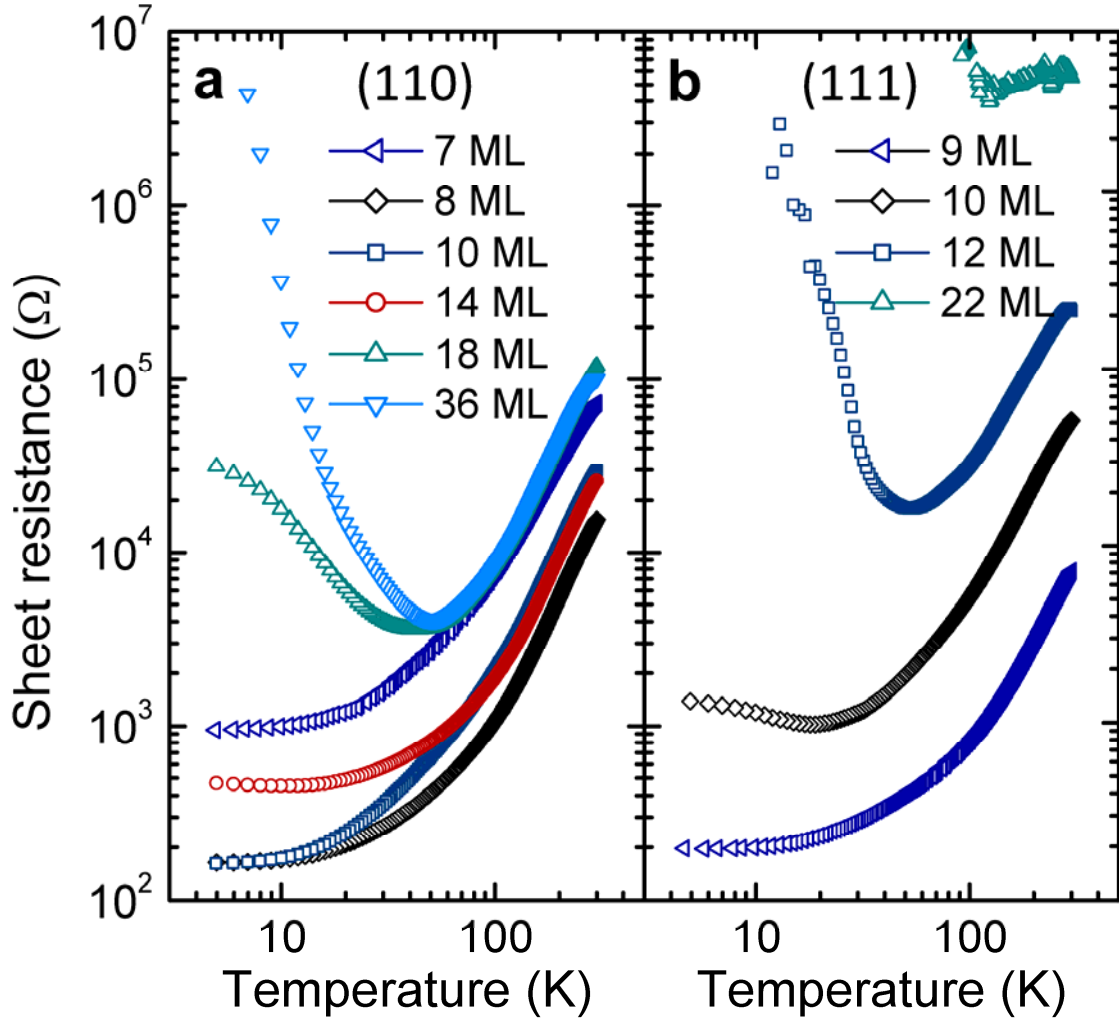 a (110)
7 ML
8 ML
10 ML
14 ML
18 ML
36 ML
b (111)
9 ML
10 ML
12 ML
22 ML
Sheet resistance (Ω)
10⁷
10⁶
10⁵
10⁴
10³
10²
10 100
10 100
Temperature (K)
Temperature (K)